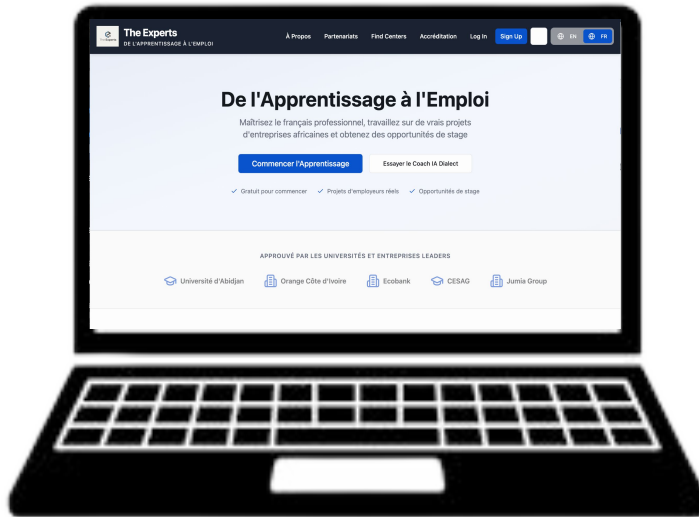 The Experts
DE L'APPRENTISSAGE À L'EMPLOI
À Propos Partenariats Find Centers Accréditation Log In Sign Up EN FR
De l'Apprentissage à l'Emploi
Maîtrisez le français professionnel, travaillez sur de vrais projets
d'entreprises africaines et obtenez des opportunités de stage
Commencer l'Apprentissage Essayer le Coach IA Dialect
Gratuit pour commencer Projets d'employeurs réels Opportunités de stage
APPROUVÉ PAR LES UNIVERSITÉS ET ENTREPRISES LEADERS
Université d'Abidjan Orange Côte d'Ivoire Ecobank CESAG Jumia Group